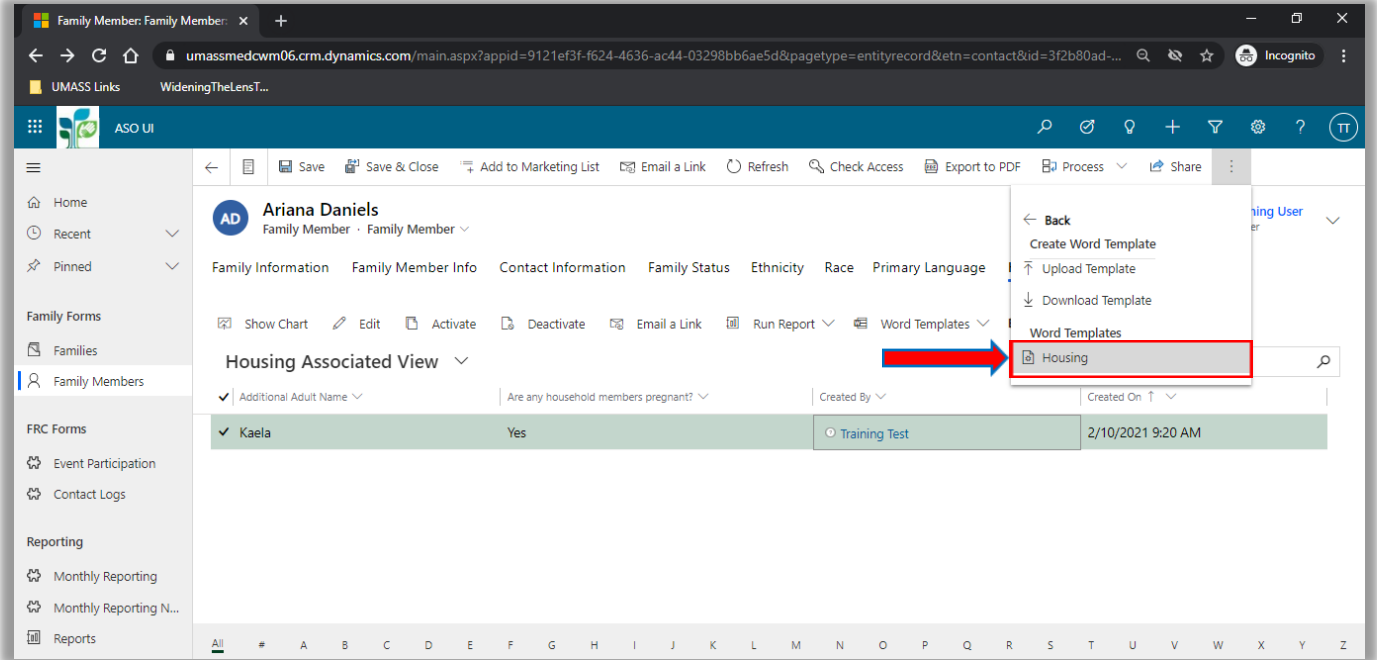 Family Member: Family Member:
umassmedcwm06.crm.dynamics.com/main.aspx?appid=9121ef3f-f624-4636-ac44-03298bb6ae5d&pagetype=entityrecord&etn=contact&id=3f2b80ad-... Incognito
UMASS Links WideningTheLensT...
ASO UI ? TT
Save Save & Close Add to Marketing List Email a Link Refresh Check Access Export to PDF Process Share
Home
Recent
Pinned
AD Ariana Daniels
Family Member · Family Member
Back
Create Word Template
User
Family Information Family Member Info Contact Information Family Status Ethnicity Race Primary Language
Upload Template
Download Template
Word Templates
Housing
Family Forms
Families
Family Members
Show Chart Edit Activate Deactivate Email a Link Run Report Word Templates
Housing Associated View
Additional Adult Name Are any household members pregnant? Created By Created On ↑
Kaela Yes Training Test 2/10/2021 9:20 AM
FRC Forms
Event Participation
Contact Logs
Reporting
Monthly Reporting
Monthly Reporting N...
Reports
All # A B C D E F G H I J K L M N O P Q R S T U V W X Y Z